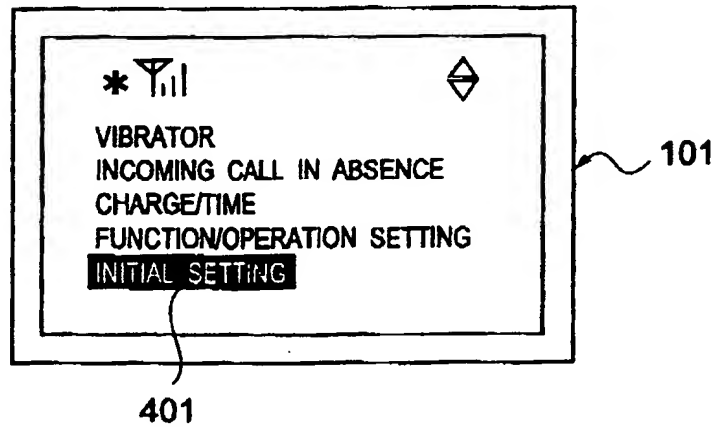 *
VIBRATOR
INCOMING CALL IN ABSENCE
CHARGE/TIME
FUNCTION/OPERATION SETTING
INITIAL SETTING
101
401